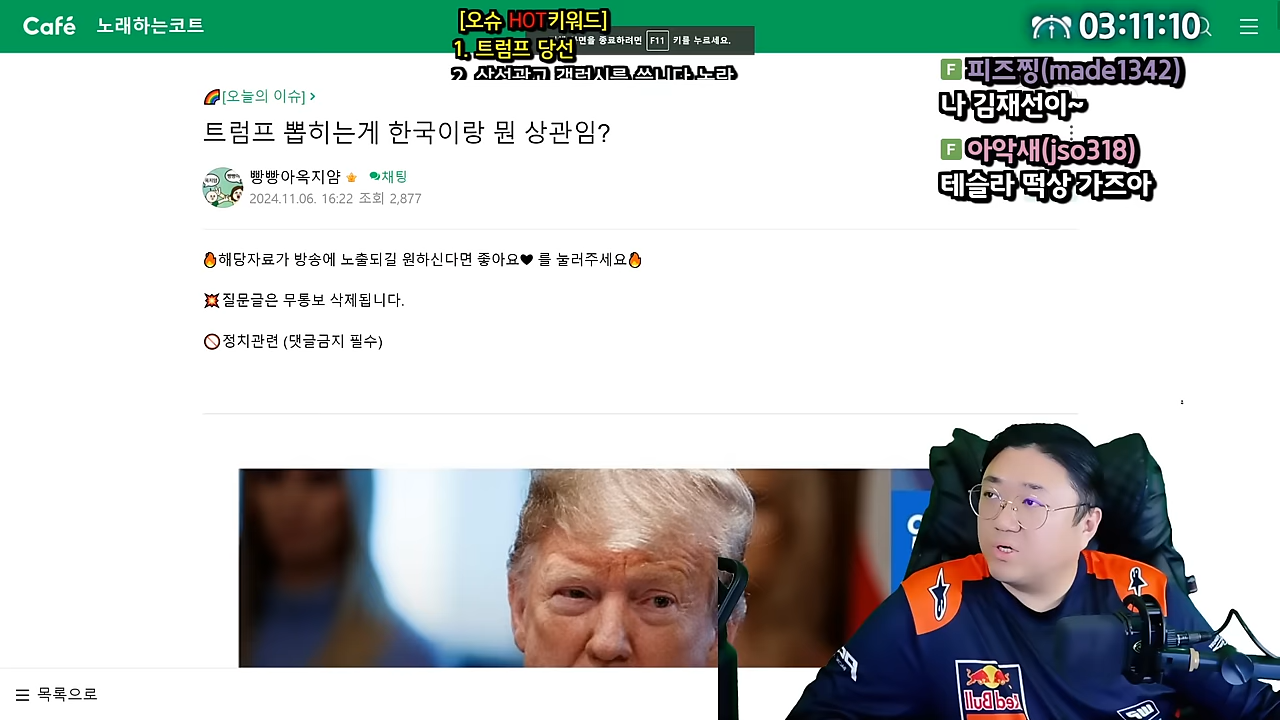 Café 노래하는코트
[오슈 HOT키워드]
1. 트럼프 당선
F11 키를 누르세요.
03:11:10
F 피즈찡(made1342)
나 김재선이~
F 아악새(jso318)
테슬라 떡상 가즈아
[오늘의 이슈]
트럼프 뽑히는게 한국이랑 뭔 상관임?
빵빵아옥지얌 채팅
2024.11.06. 16:22 조회 2,877
해당자료가 방송에 노출되길 원하신다면 좋아요 를 눌러주세요
질문글은 무통보 삭제됩니다.
정치관련 (댓글금지 필수)
Red Bull
목록으로